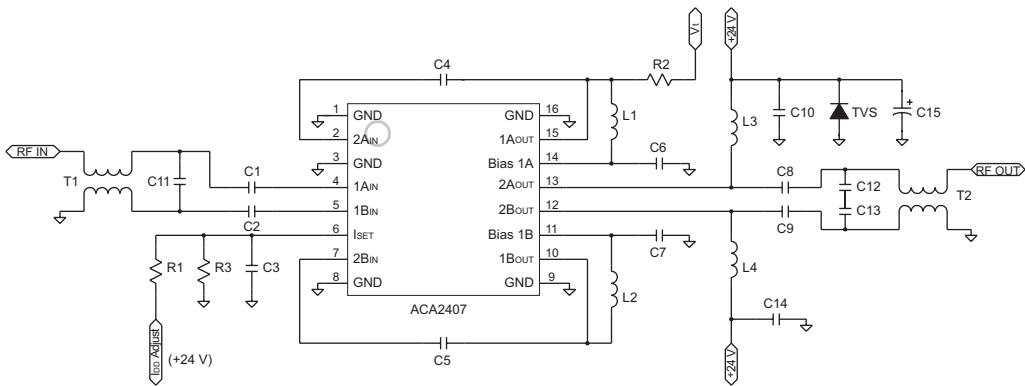 Vt
+24 V
C4
R2
1 GND
GND 16
L1
L3
C10
TVS
+
C15
2 2AIN
1AOUT 15
RF IN
3 GND
Bias 1A 14
C6
C8
RF OUT
T1
C11
C1
4 1AIN
2AOUT 13
C12
T2
5 1BIN
2BOUT 12
C13
C2
C9
6 ISET
Bias 1B 11
C7
R1
R3
C3
7 2BIN
1BOUT 10
L4
8 GND
GND 9
L2
ACA2407
C14
IDD Adjust
(+24 V)
C5
+24 V